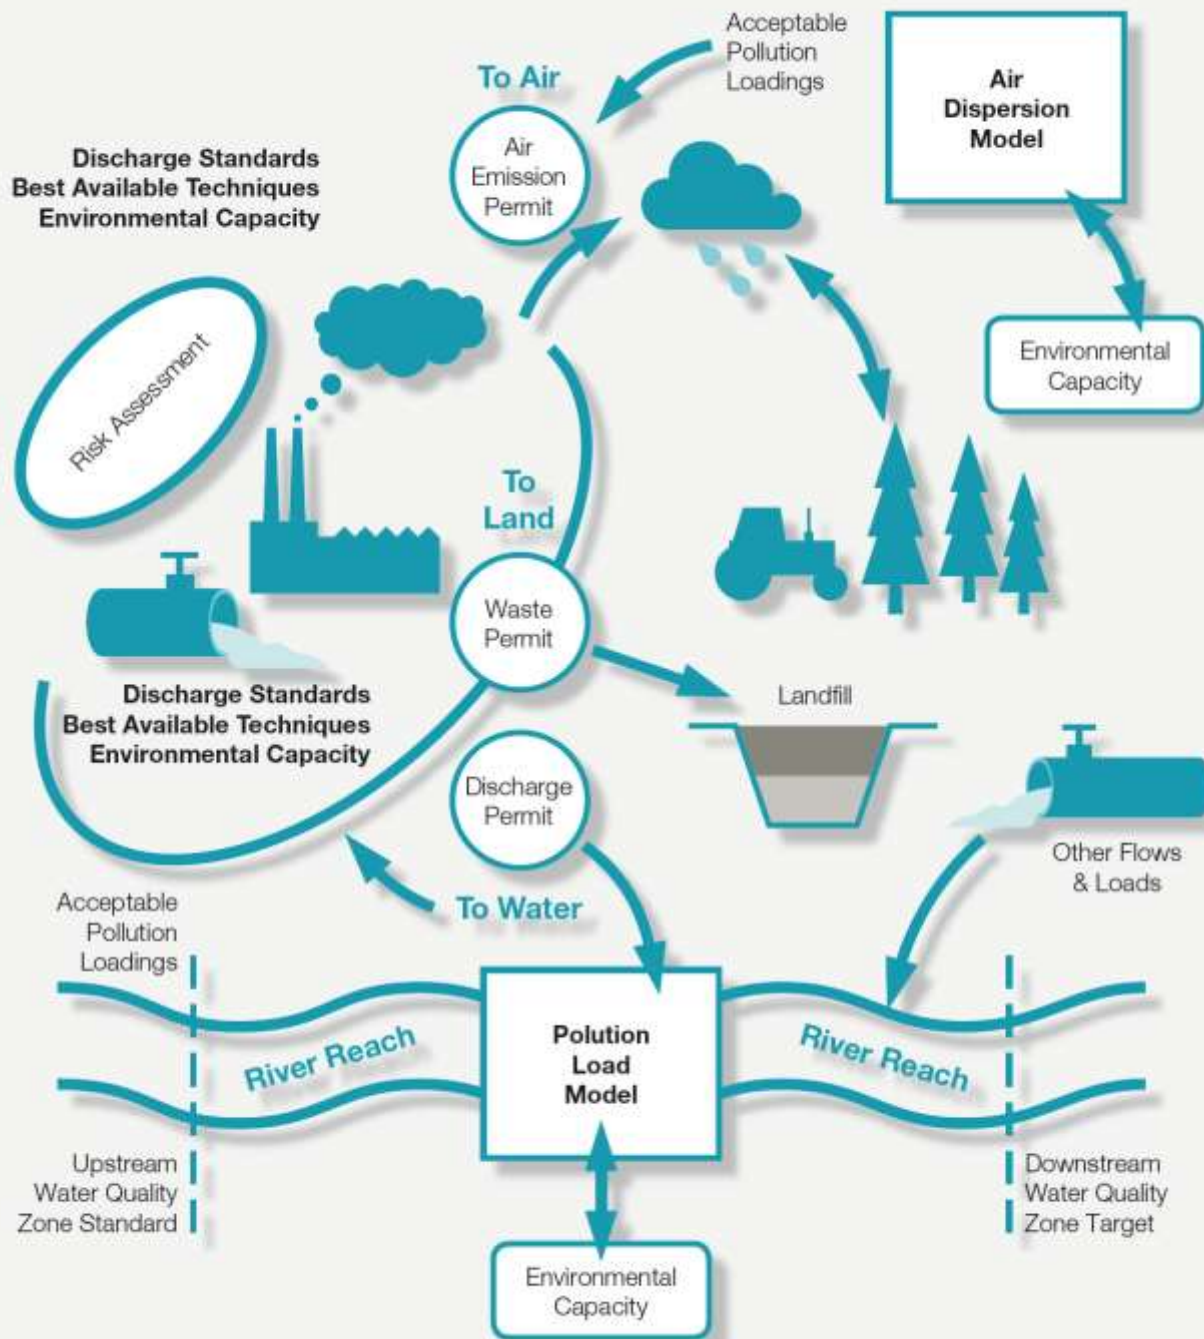 Acceptable
Pollution
Loadings
To Air
Air
Dispersion
Model
Air
Emission
Permit
Discharge Standards
Best Available Techniques
Environmental Capacity
Environmental
Capacity
Risk Assessment
To
Land
Waste
Permit
Landfill
Discharge Standards
Best Available Techniques
Environmental Capacity
Discharge
Permit
Other Flows
& Loads
To Water
Acceptable
Pollution
Loadings
River Reach
Polution
Load
Model
River Reach
Upstream
Water Quality
Zone Standard
Downstream
Water Quality
Zone Target
Environmental
Capacity